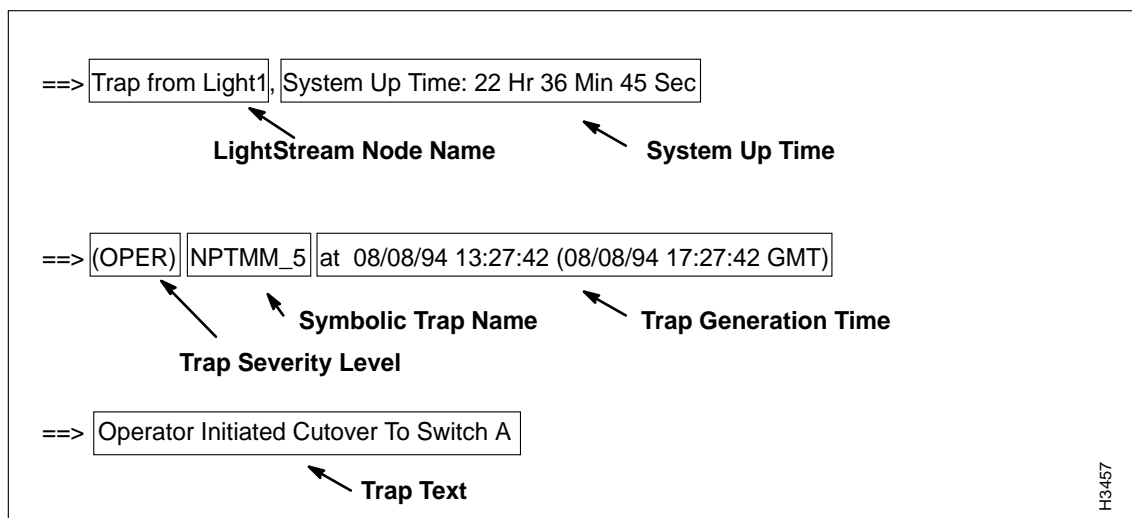 ==> Trap from Light1, System Up Time: 22 Hr 36 Min 45 Sec
LightStream Node Name
System Up Time
==> (OPER) NPTMM_5 at 08/08/94 13:27:42 (08/08/94 17:27:42 GMT)
Symbolic Trap Name
Trap Generation Time
Trap Severity Level
==> Operator Initiated Cutover To Switch A
Trap Text
H3457